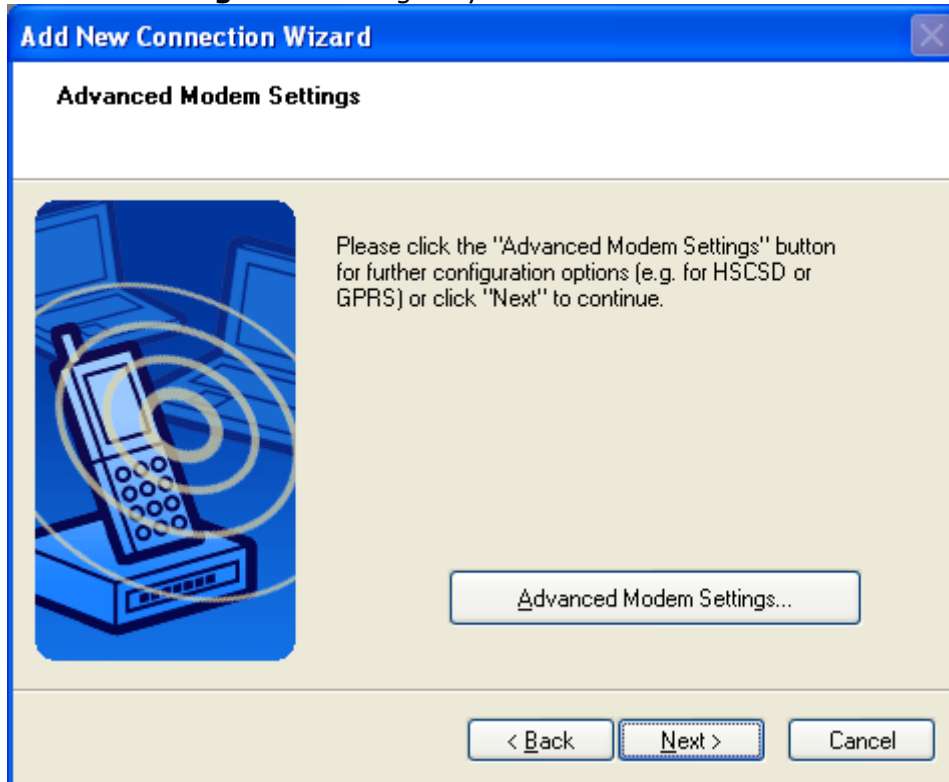 Add New Connection Wizard
Advanced Modem Settings
Please click the "Advanced Modem Settings" button
for further configuration options (e.g. for HSCSD or
GPRS) or click "Next" to continue.
Advanced Modem Settings...
< Back
Next >
Cancel